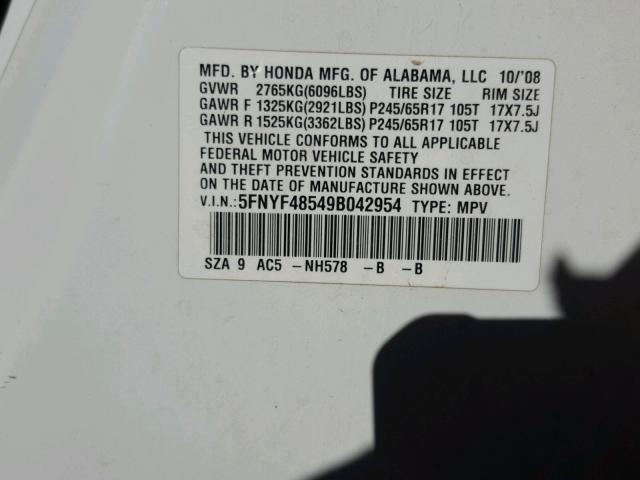 MFD. BY HONDA MFG. OF ALABAMA, LLC 10/'08
GVWR 2765KG(6096LBS) TIRE SIZE RIM SIZE
GAWR F 1325KG(2921LBS) P245/65R17 105T 17X7.5J
GAWR R 1525KG(3362LBS) P245/65R17 105T 17X7.5J
THIS VEHICLE CONFORMS TO ALL APPLICABLE
FEDERAL MOTOR VEHICLE SAFETY
AND THEFT PREVENTION STANDARDS IN EFFECT
ON THE DATE OF MANUFACTURE SHOWN ABOVE.
V.I.N.:5FNYF48549B042954 TYPE: MPV
SZA 9 AC5 -NH578 -B -B